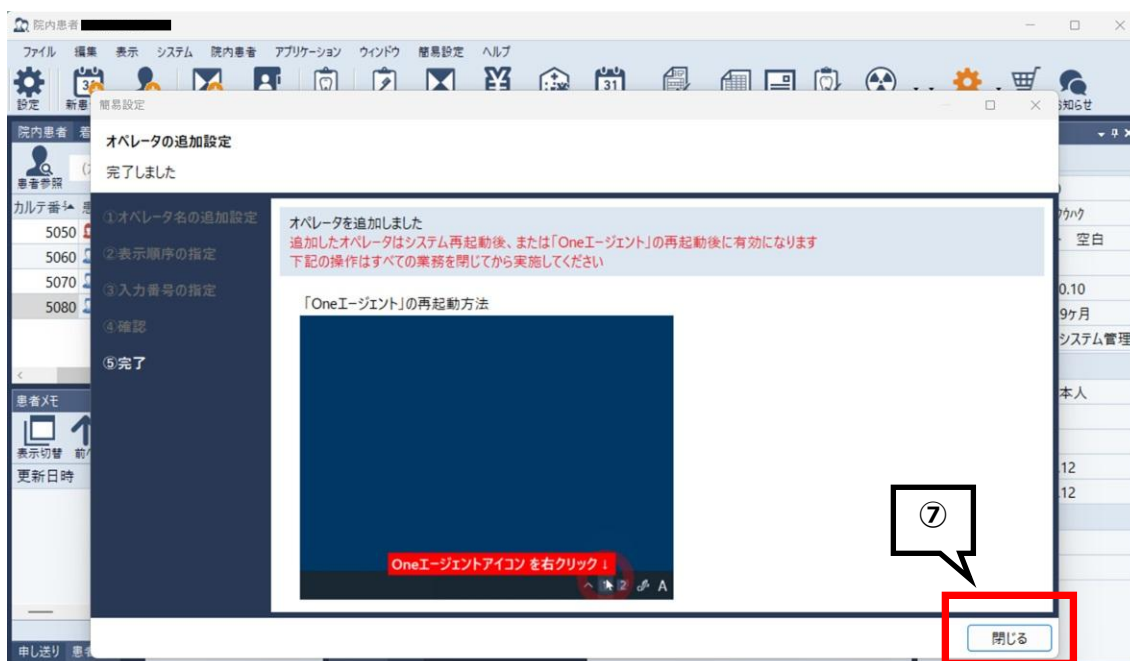 院内患者
ファイル 編集 表示 システム 院内患者 アプリケーション ウィンドウ 簡易設定 ヘルプ
設定 新患 お知らせ
簡易設定
オペレータの追加設定
完了しました
院内患者 着
患者参照
カルテ番号 患
5050
5060
5070
5080
①オペレータ名の追加設定
②表示順序の指定
③入力番号の指定
④確認
⑤完了
オペレータを追加しました
追加したオペレータはシステム再起動後、または「Oneエージェント」の再起動後に有効になります
下記の操作はすべての業務を閉じてから実施してください
「Oneエージェント」の再起動方法
Oneエージェントアイコン を右クリック ↓
A
空白
0.10
9ヶ月
システム管理
本人
.12
.12
患者メモ
表示切替 前
更新日時
⑦
閉じる
申し送り 患者